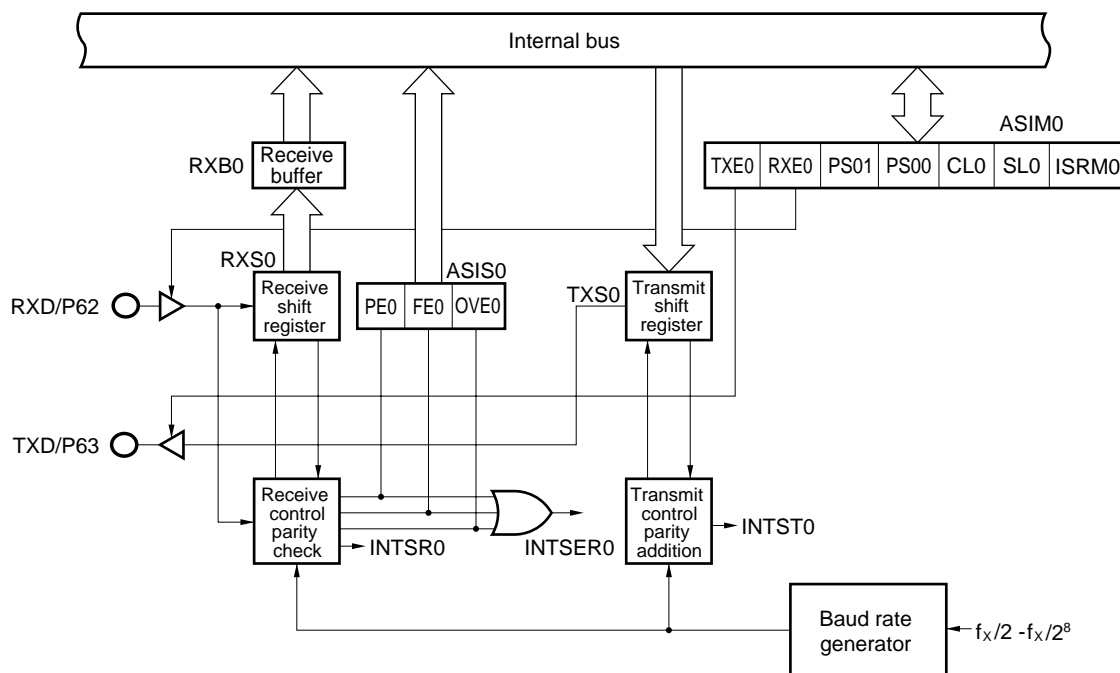 Internal bus
ASIM0
RXB0
Receive
buffer
TXE0
RXE0
PS01
PS00
CL0
SL0
ISRM0
RXS0
ASIS0
RXD/P62
Receive
shift
register
PE0
FE0
OVE0
TXS0
Transmit
shift
register
TXD/P63
Receive
control
parity
check
INTSR0
INTSER0
Transmit
control
parity
addition
INTST0
Baud rate
generator
fX/2 -fX/2⁸